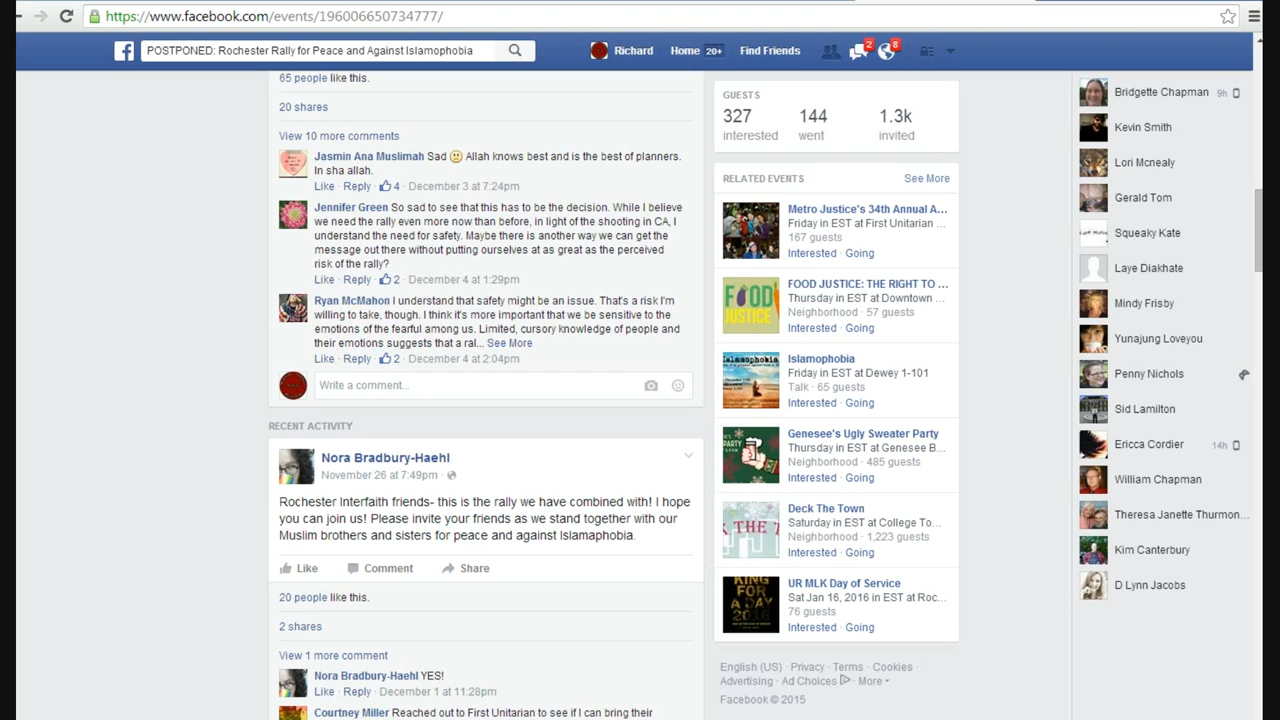 https://www.facebook.com/events/196006650734777/
POSTPONED: Rochester Rally for Peace and Against Islamophobia
Richard
Home 20+
Find Friends
2
8
65 people like this.
20 shares
View 10 more comments
Jasmin Ana Muslimah Sad Allah knows best and is the best of planners.
In sha allah.
Like · Reply · 4 · December 3 at 7:24pm
Jennifer Green So sad to see that this has to be the decision. While I believe
we need the rally even more now than before, in light of the shooting in CA, I
understand the need for safety. Maybe there is another way we can get the
message out there without putting ourselves at as great as the perceived
risk of the rally?
Like · Reply · 2 · December 4 at 1:29pm
Ryan McMahon I understand that safety might be an issue. That's a risk I'm
willing to take, though. I think it's more important that we be sensitive to the
emotions of the fearful among us. Limited, cursory knowledge of people and
their emotions suggests that a ral... See More
Like · Reply · 2 · December 4 at 2:04pm
Write a comment...
RECENT ACTIVITY
Nora Bradbury-Haehl
November 26 at 7:49pm ·
Rochester Interfaith friends- this is the rally we have combined with! I hope
you can join us! Please invite your friends as we stand together with our
Muslim brothers and sisters for peace and against Islamaphobia.
Like Comment Share
20 people like this.
2 shares
View 1 more comment
Nora Bradbury-Haehl YES!
Like · Reply · December 1 at 11:28pm
Courtney Miller Reached out to First Unitarian to see if I can bring their
GUESTS
327 144 1.3k
interested went invited
RELATED EVENTS See More
Metro Justice's 34th Annual A...
Friday in EST at First Unitarian ...
167 guests
Interested · Going
FOOD JUSTICE
FOOD JUSTICE: THE RIGHT TO ...
Thursday in EST at Downtown ...
Neighborhood · 57 guests
Interested · Going
Islamophobia
Islamophobia
Friday in EST at Dewey 1-101
Talk · 65 guests
Interested · Going
PARTY
Genesee's Ugly Sweater Party
Thursday in EST at Genesee B...
Neighborhood · 485 guests
Interested · Going
K THE T
Deck The Town
Saturday in EST at College To...
Neighborhood · 1,223 guests
Interested · Going
KING
FOR
A DAY
2016
UR MLK Day of Service
Sat Jan 16, 2016 in EST at Roc...
76 guests
Interested · Going
English (US) · Privacy · Terms · Cookies ·
Advertising · Ad Choices · More
Facebook © 2015
Bridgette Chapman 9h
Kevin Smith
Lori Mcnealy
Gerald Tom
Squeaky Kate
Laye Diakhate
Mindy Frisby
Yunajung Loveyou
Penny Nichols
Sid Lamilton
Ericca Cordier 14h
William Chapman
Theresa Janette Thurmon...
Kim Canterbury
D Lynn Jacobs